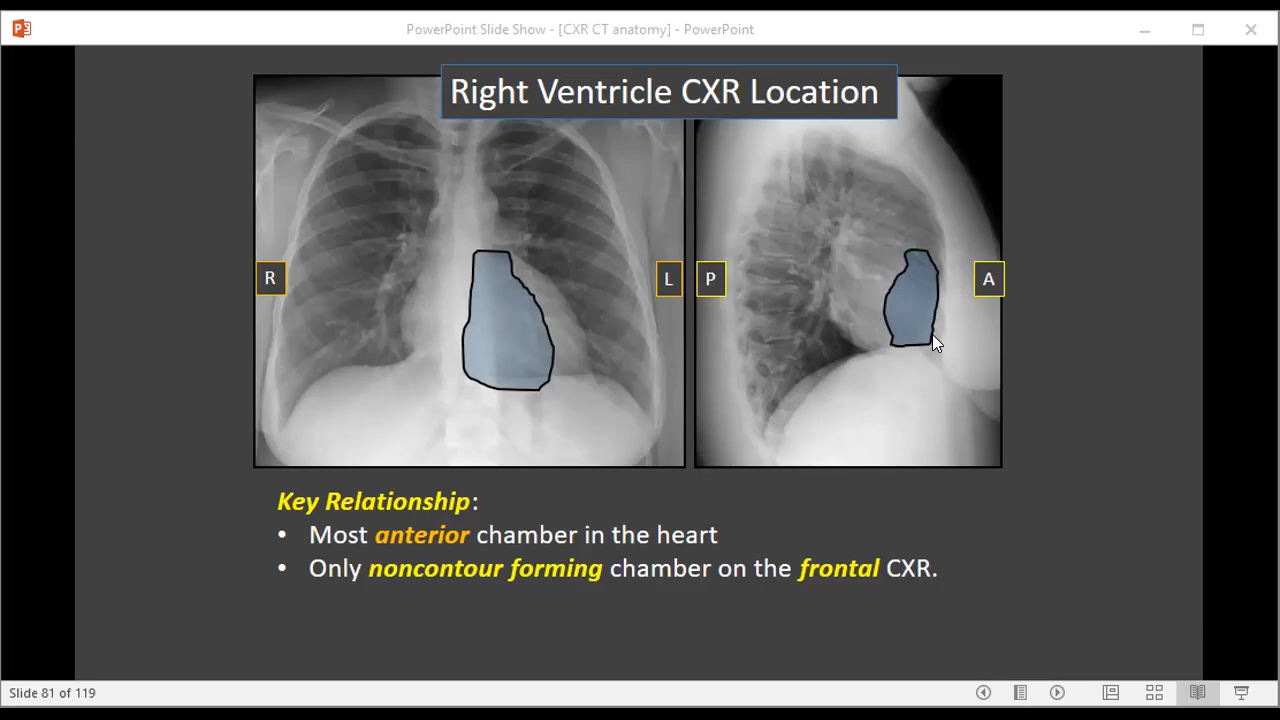 PowerPoint Slide Show - [CXR CT anatomy] - PowerPoint
Right Ventricle CXR Location
R
L
P
A
Key Relationship:
• Most anterior chamber in the heart
• Only noncontour forming chamber on the frontal CXR.
Slide 81 of 119